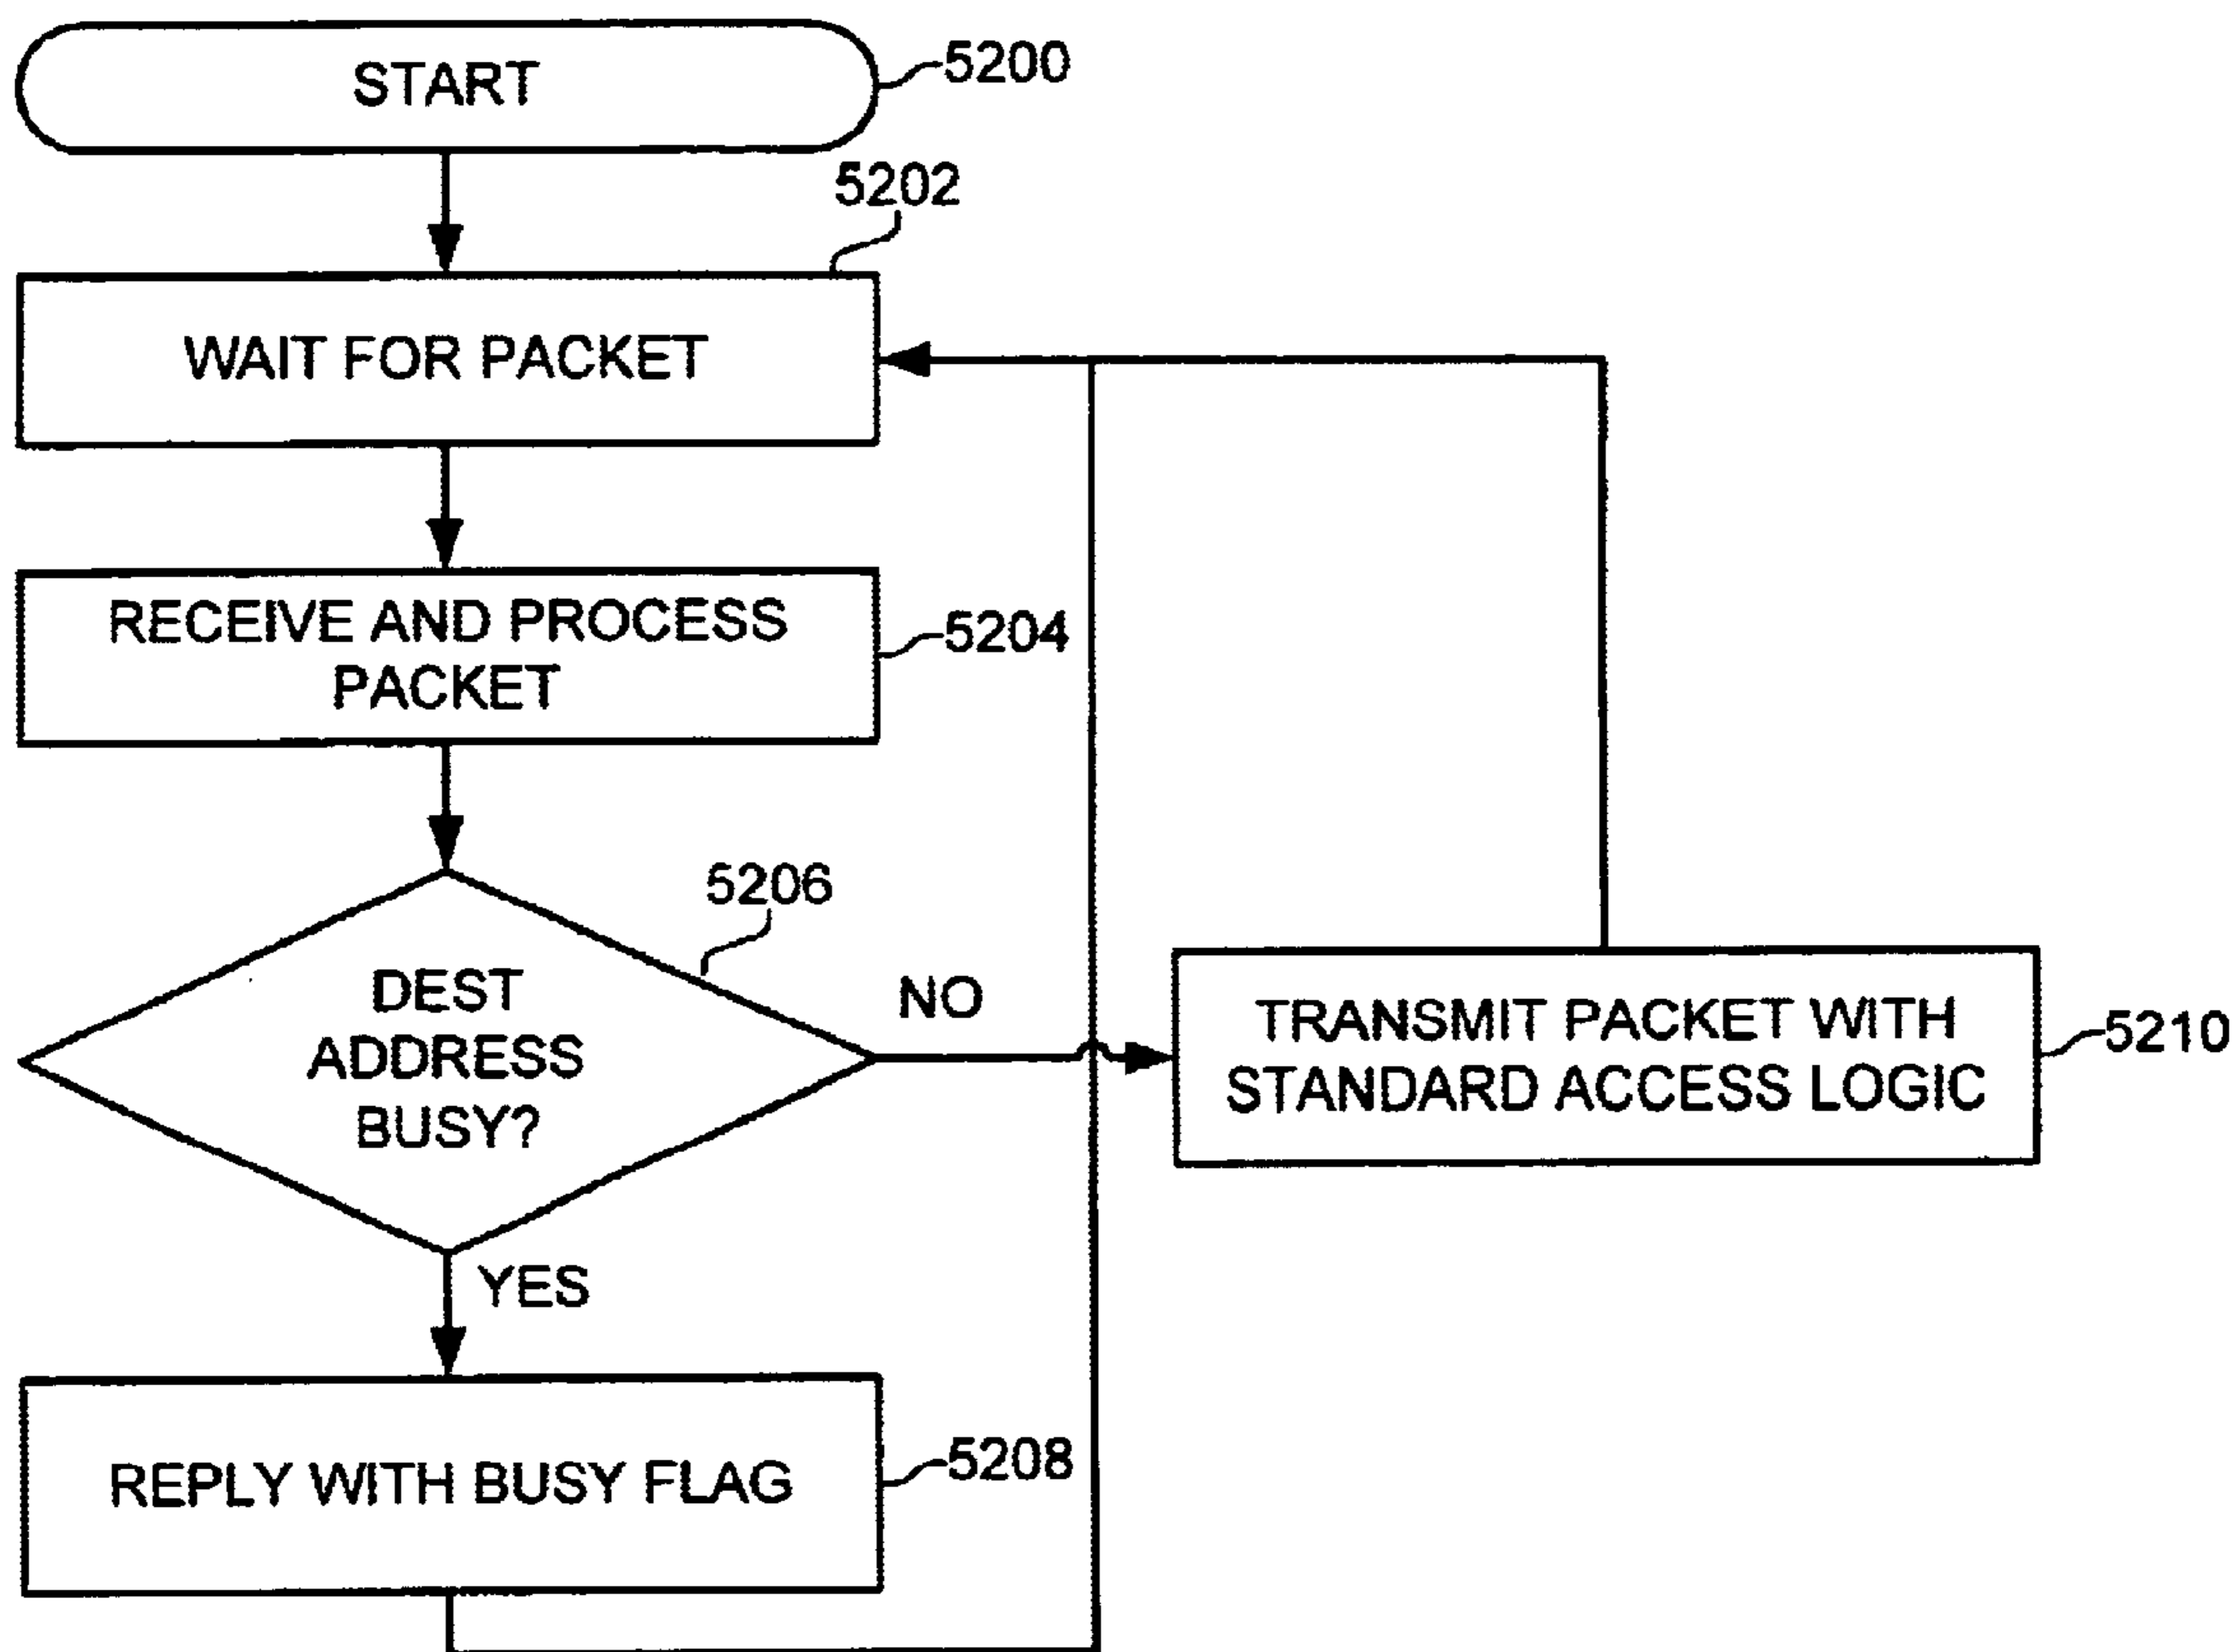 START
5200
5202
WAIT FOR PACKET
RECEIVE AND PROCESS
PACKET
5204
5206
DEST
ADDRESS
BUSY?
NO
TRANSMIT PACKET WITH
STANDARD ACCESS LOGIC
5210
YES
REPLY WITH BUSY FLAG
5208